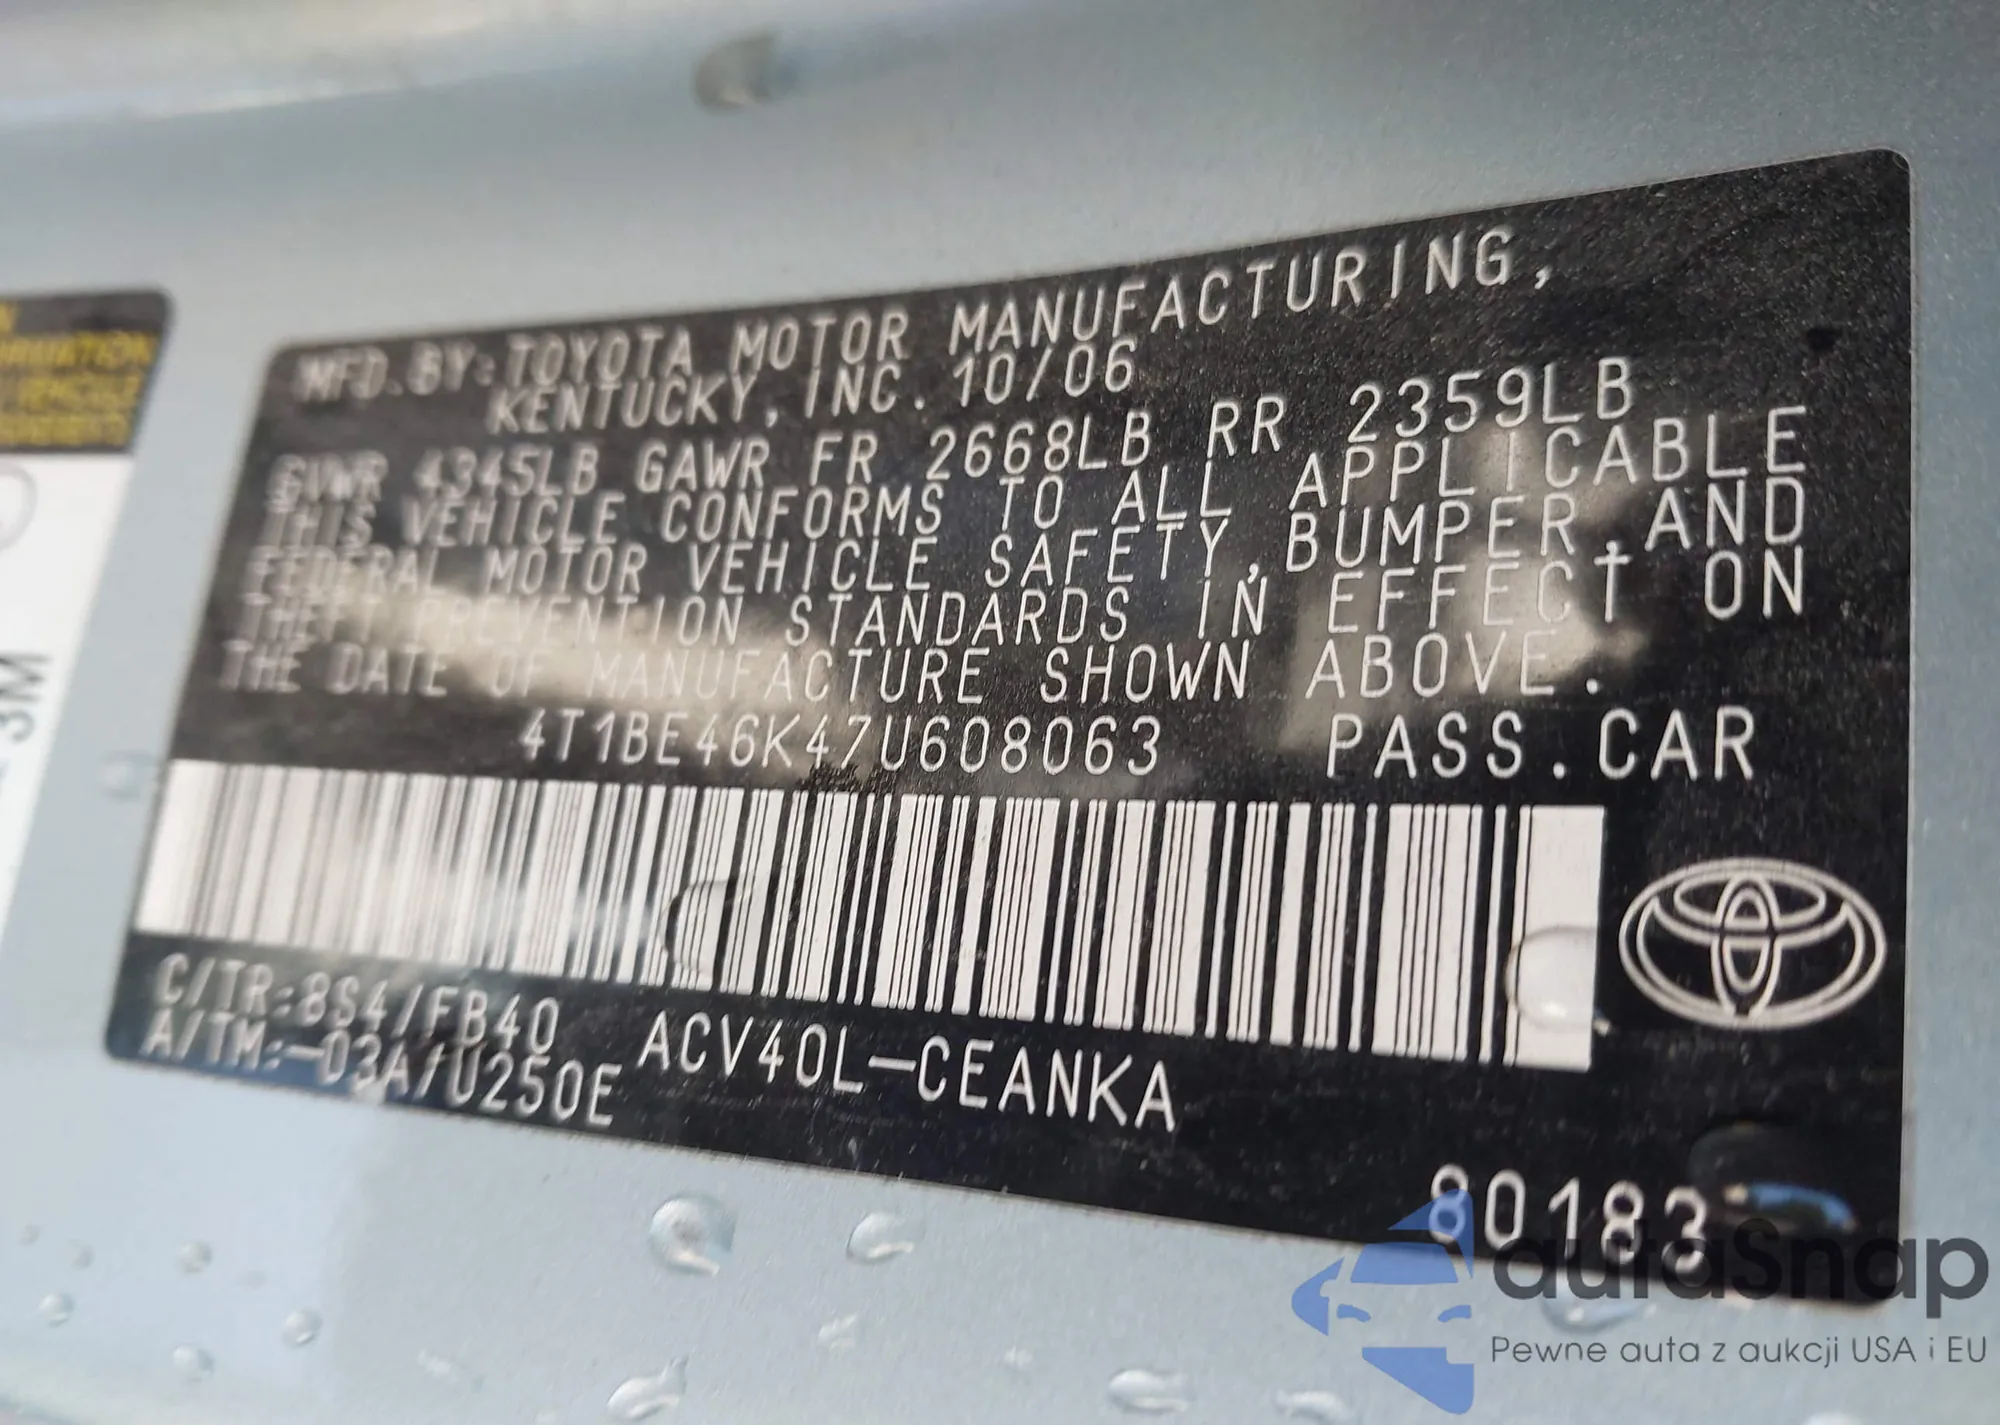 MFD. BY: TOYOTA MOTOR MANUFACTURING,
KENTUCKY, INC. 10/06
GVWR 4345LB GAWR FR 2668LB RR 2359LB
THIS VEHICLE CONFORMS TO ALL APPLICABLE
FEDERAL MOTOR VEHICLE SAFETY, BUMPER, AND
THEFT PREVENTION STANDARDS IN EFFECT ON
THE DATE OF MANUFACTURE SHOWN ABOVE.
4T1BE46K47U608063 PASS. CAR
C/TR:8S4/FB40 ACV40L-CEANKA
A/TM:-03A/U250E
80183
3M
autaSnap
Pewne auta z aukcji USA i EU